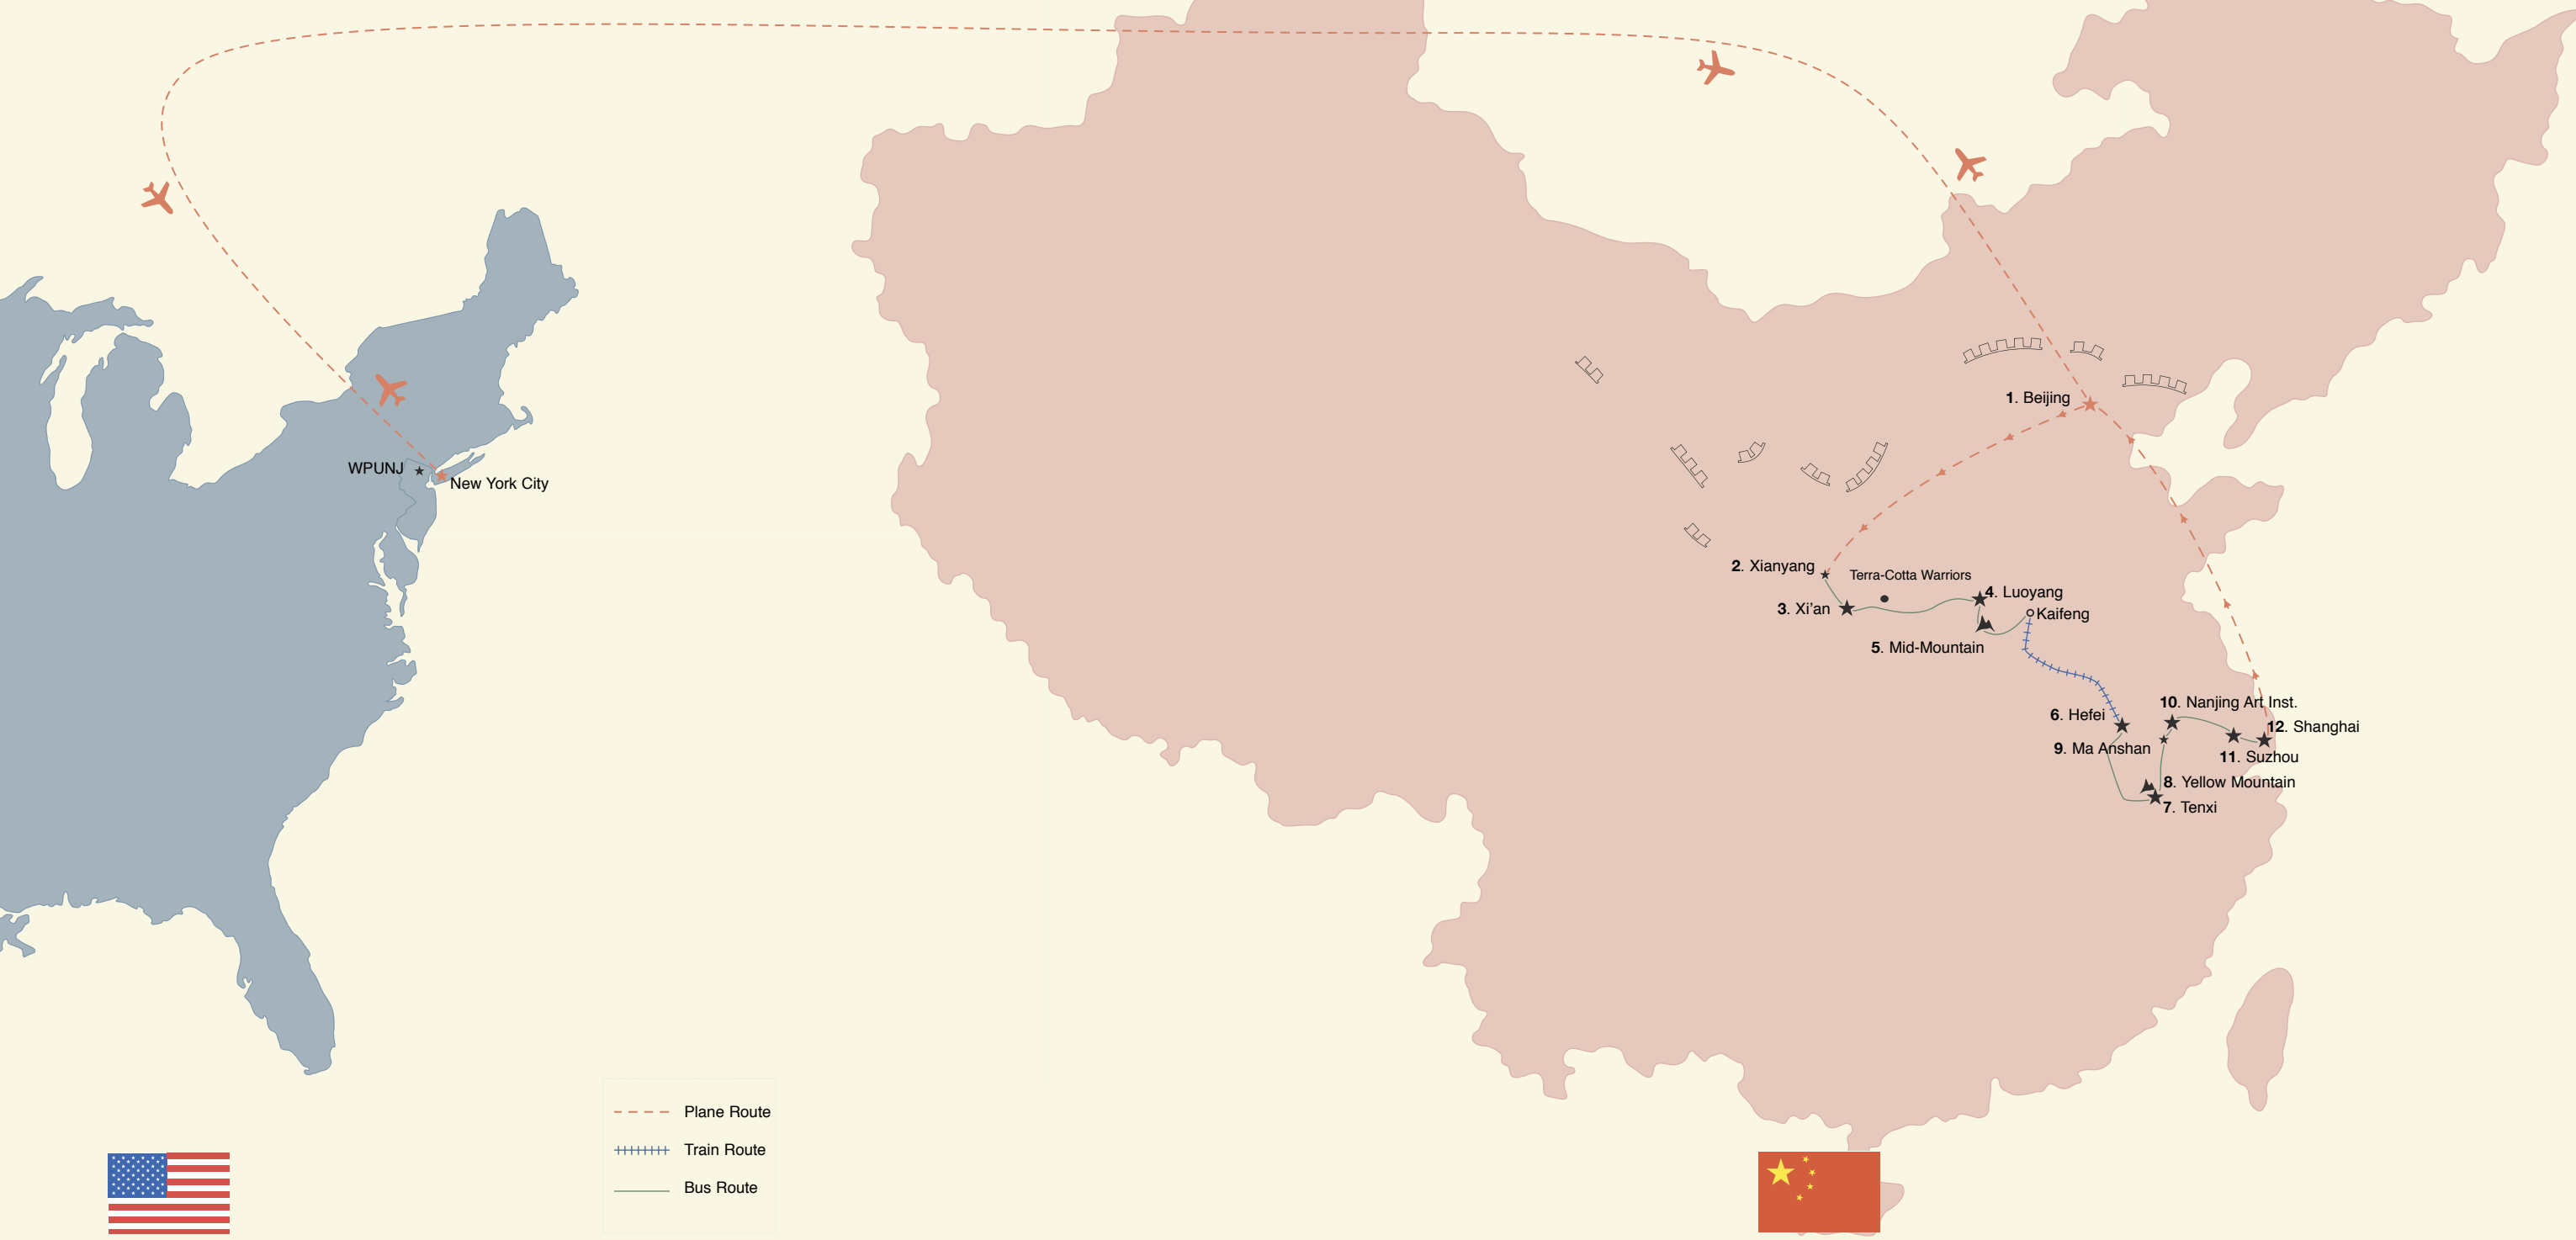 WPUNJ
New York City
1. Beijing
2. Xianyang
Terra-Cotta Warriors
3. Xi’an
4. Luoyang
Kaifeng
5. Mid-Mountain
6. Hefei
10. Nanjing Art Inst.
12. Shanghai
9. Ma Anshan
11. Suzhou
8. Yellow Mountain
7. Tenxi
Plane Route
Train Route
Bus Route